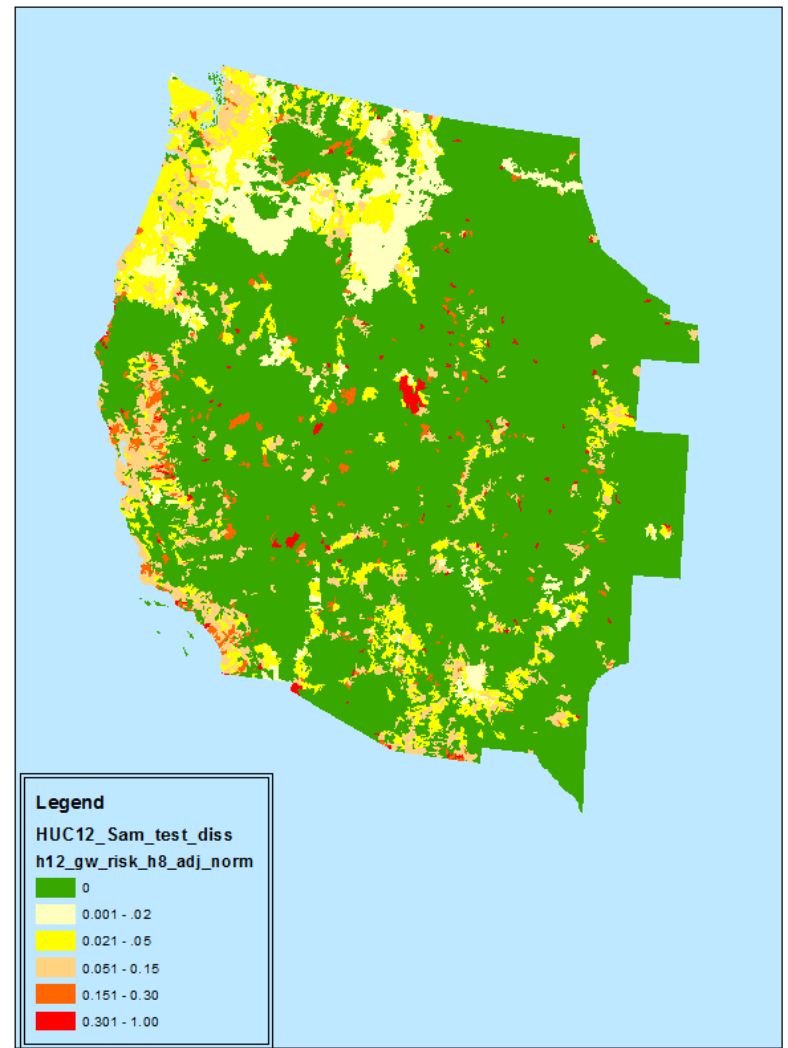 Legend
HUC12_Sam_test_diss
h12_gw_risk_h8_adj_norm
0
0.001 - .02
0.021 - .05
0.051 - 0.15
0.151 - 0.30
0.301 - 1.00